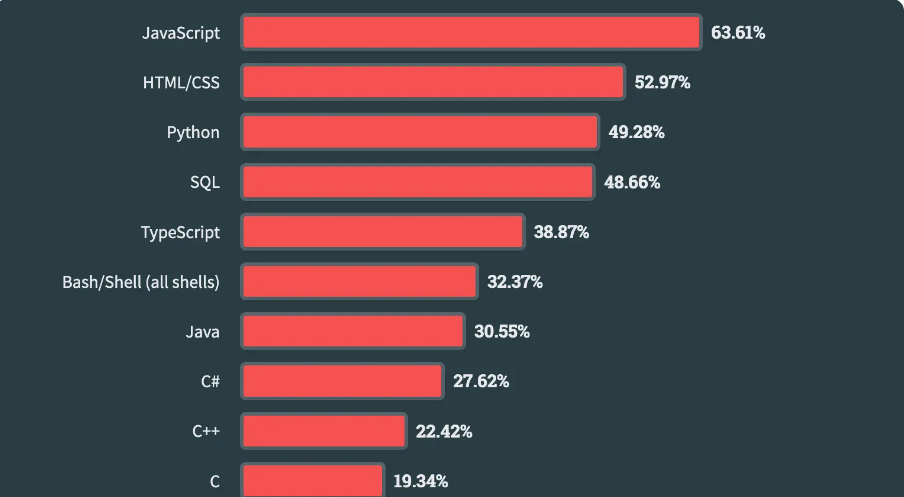 JavaScript 63.61%
HTML/CSS 52.97%
Python 49.28%
SQL 48.66%
TypeScript 38.87%
Bash/Shell (all shells) 32.37%
Java 30.55%
C# 27.62%
C++ 22.42%
C 19.34%